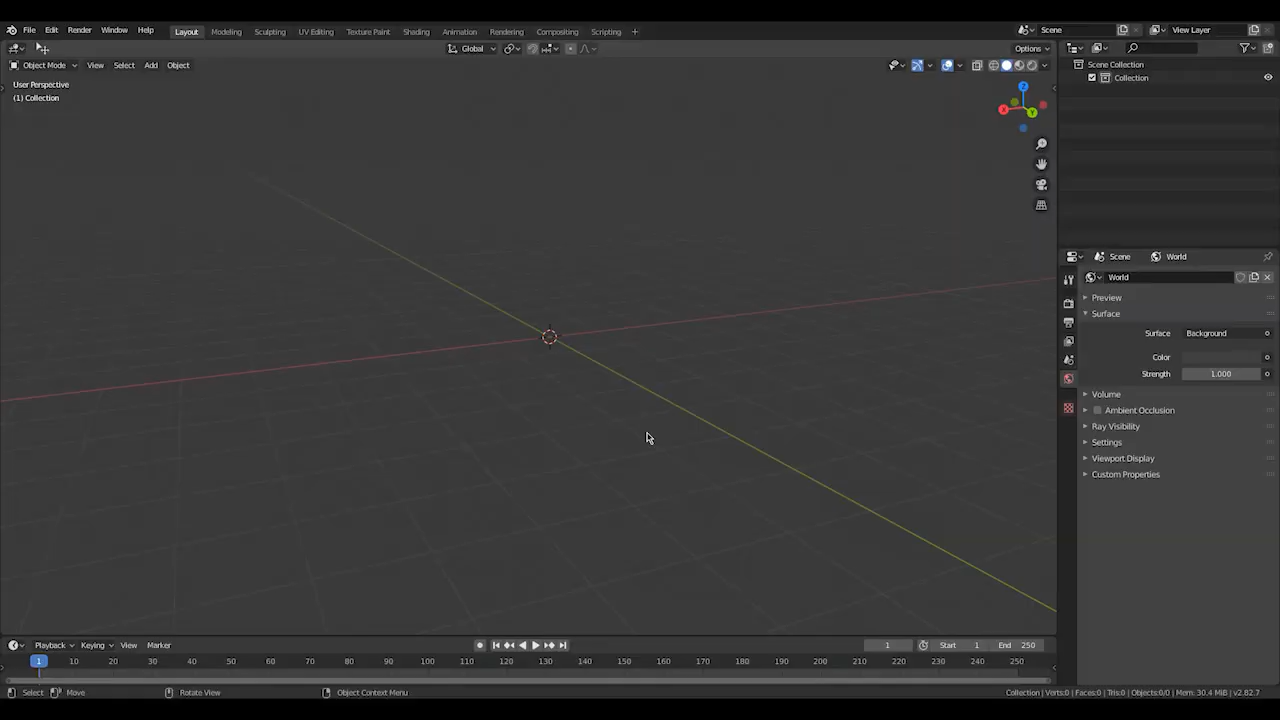 File Edit Render Window Help Layout Modeling Sculpting UV Editing Texture Paint Shading Animation Rendering Compositing Scripting + Scene View Layer
Global Options
Object Mode View Select Add Object
User Perspective
(1) Collection
X
Y
Z
Scene Collection
Collection
Scene World
World
Preview
Surface
Surface Background
Color
Strength 1.000
Volume
Ambient Occlusion
Ray Visibility
Settings
Viewport Display
Custom Properties
Playback Keying View Marker 1 Start 1 End 250
1 10 20 30 40 50 60 70 80 90 100 110 120 130 140 150 160 170 180 190 200 210 220 230 240 250
Select Move Rotate View Object Context Menu Collection | Verts:0 | Faces:0 | Tris:0 | Objects:0/0 | Mem: 30.4 MiB | v2.82.7